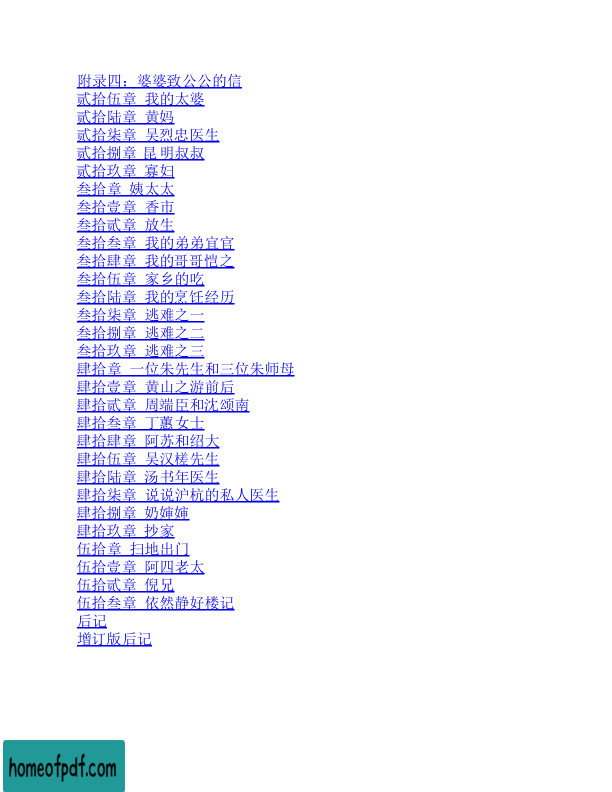 附录四：婆婆致公公的信
贰拾伍章 我的太婆
贰拾陆章 黄妈
贰拾柒章 吴烈忠医生
贰拾捌章 昆明叔叔
贰拾玖章 寡妇
叁拾章 姨太太
叁拾壹章 香市
叁拾贰章 放生
叁拾叁章 我的弟弟宜官
叁拾肆章 我的哥哥恺之
叁拾伍章 家乡的吃
叁拾陆章 我的烹饪经历
叁拾柒章 逃难之一
叁拾捌章 逃难之二
叁拾玖章 逃难之三
肆拾章 一位朱先生和三位朱师母
肆拾壹章 黄山之游前后
肆拾贰章 周端臣和沈颂南
肆拾叁章 丁蕙女士
肆拾肆章 阿苏和绍大
肆拾伍章 吴汉槎先生
肆拾陆章 汤书年医生
肆拾柒章 说说沪杭的私人医生
肆拾捌章 奶婶婶
肆拾玖章 抄家
伍拾章 扫地出门
伍拾壹章 阿四老太
伍拾贰章 倪兄
伍拾叁章 依然静好楼记
后记
增订版后记
homeofpdf.com